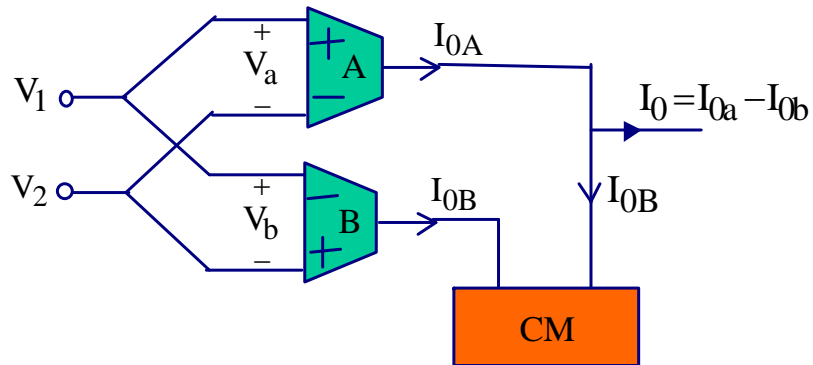 I0A
+
Va
−
+
−
A
V1
I0 = I0a − I0b
V2
+
Vb
−
−
+
B
I0B
I0B
CM